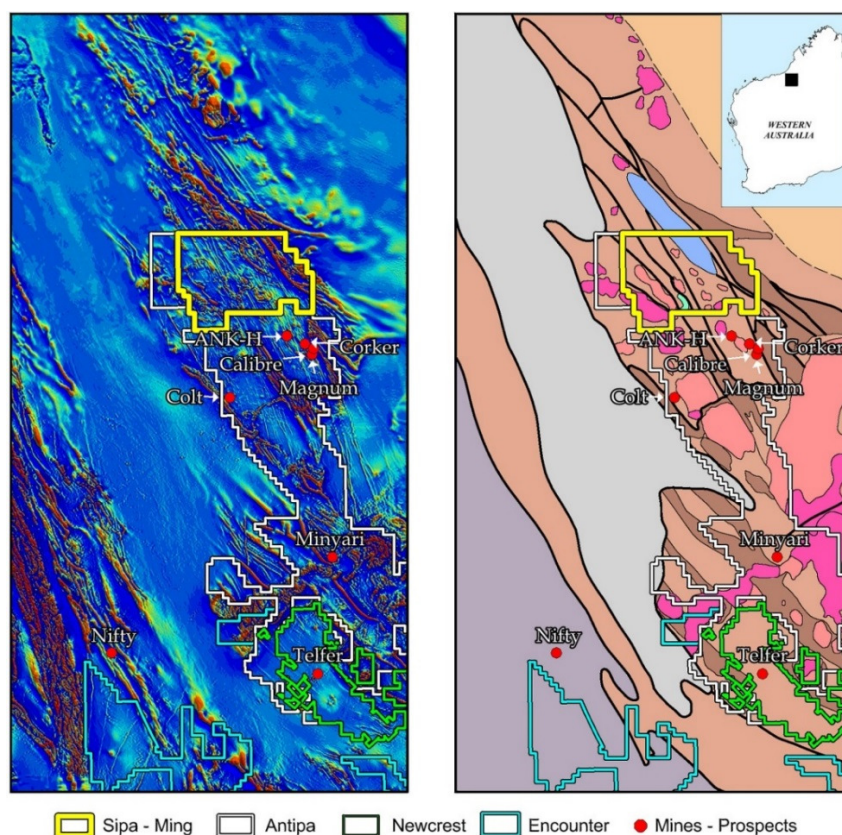 ANK-H
Corker
Calibre
Magnum
Colt
Minyari
Nifty
Telfer
WESTERN
AUSTRALIA
ANK-H
Corker
Calibre
Magnum
Colt
Minyari
Nifty
Telfer
Sipa - Ming
Antipa
Newcrest
Encounter
Mines - Prospects